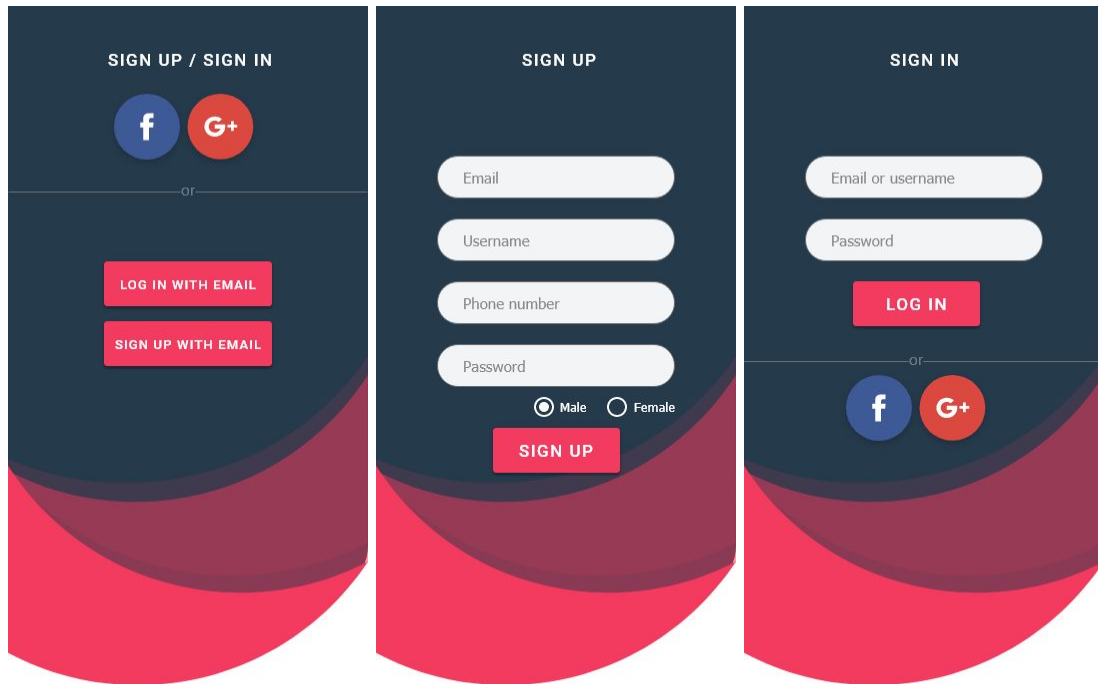 SIGN UP / SIGN IN
f G+
or
LOG IN WITH EMAIL
SIGN UP WITH EMAIL
SIGN UP
Email
Username
Phone number
Password
Male Female
SIGN UP
SIGN IN
Email or username
Password
LOG IN
or
f G+